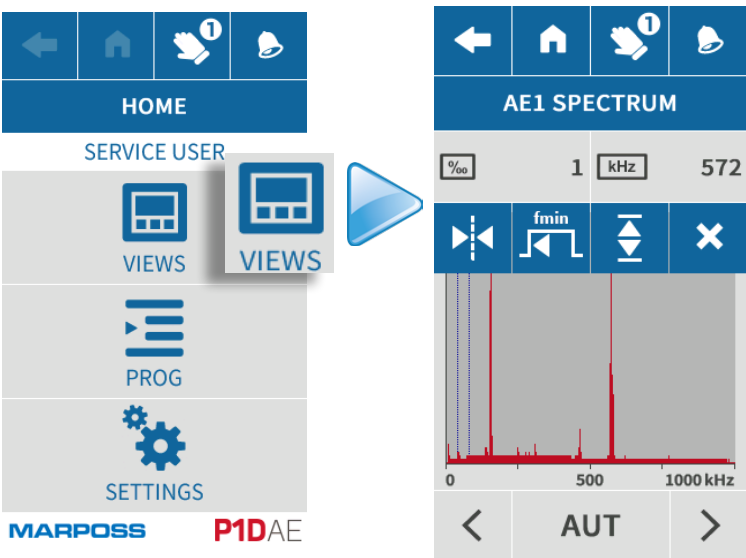 1
HOME
SERVICE USER
VIEWS
VIEWS
PROG
SETTINGS
MARPOSS P1DAE
1
AE1 SPECTRUM
‰ 1 kHz 572
fmin
0 500 1000 kHz
< AUT >